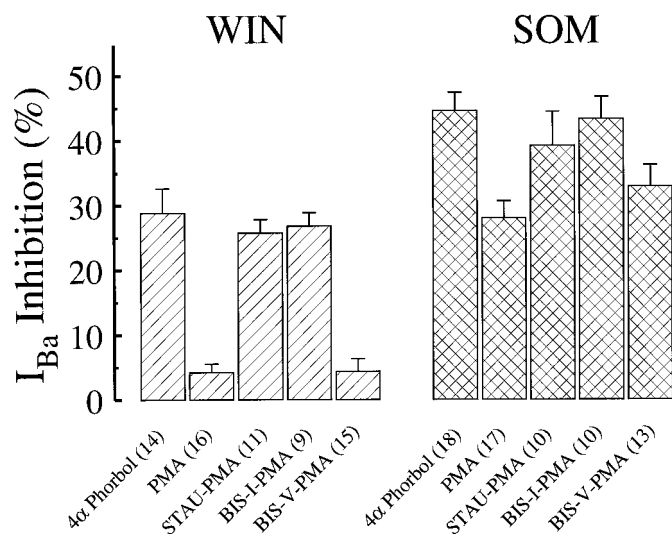 WIN
SOM
I_Ba Inhibition (%)
50
40
30
20
10
0
4α Phorbol (14)
PMA (16)
STAU-PMA (11)
BIS-I-PMA (9)
BIS-V-PMA (15)
4α Phorbol (18)
PMA (17)
STAU-PMA (10)
BIS-I-PMA (10)
BIS-V-PMA (13)